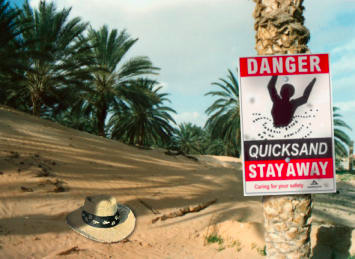 DANGER
QUICKSAND
STAY AWAY
Caring for your safety